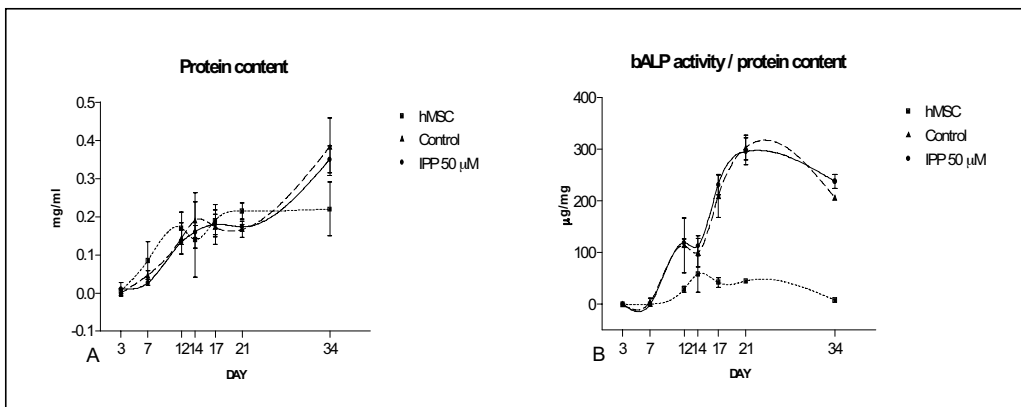 Protein content
0.5
0.4
0.3
0.2
0.1
0.0
-0.1
mg/ml
3 7 12 14 17 21 34
DAY
A
hMSC
Control
IPP 50 µM
bALP activity / protein content
400
300
200
100
0
µg/mg
3 7 12 14 17 21 34
DAY
B
hMSC
Control
IPP 50 µM